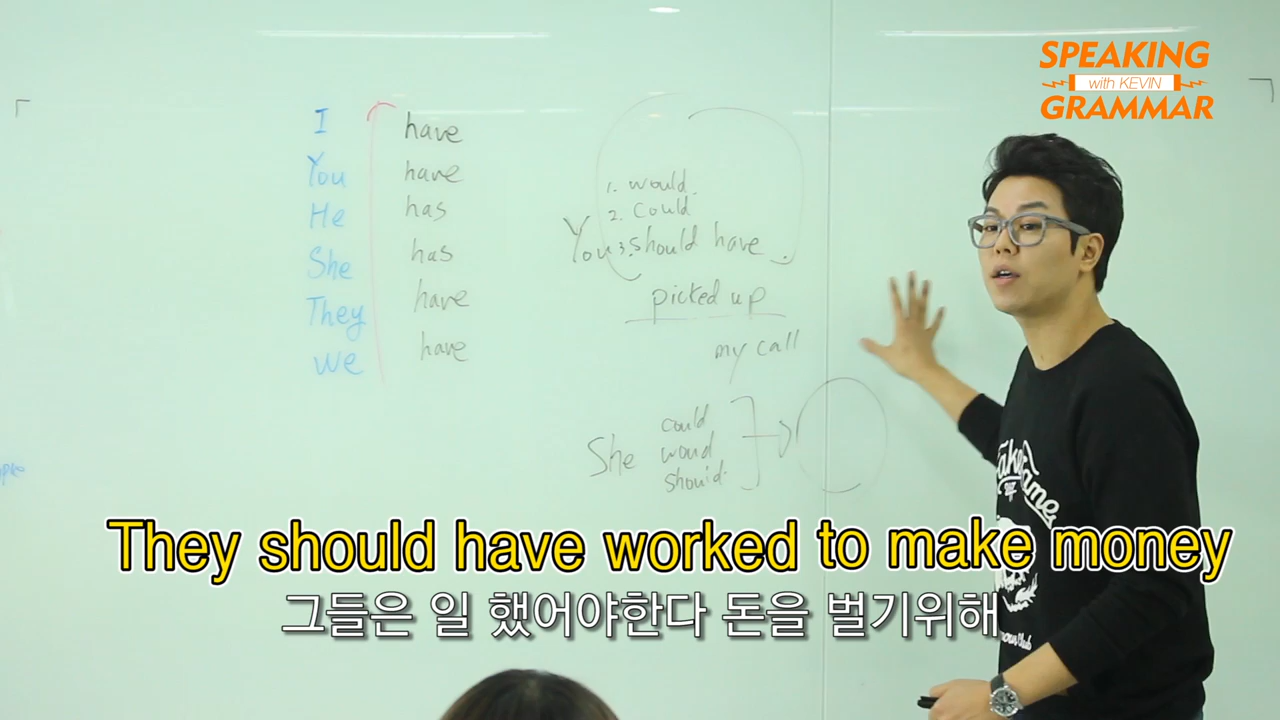 SPEAKING
with KEVIN
GRAMMAR
I have
You have
He has
She has
They have
we have
1. would.
2. could
You 3. should have.
picked up
my call
could
She woud
should.
They should have worked to make money
그들은 일 했어야한다 돈을 벌기위해